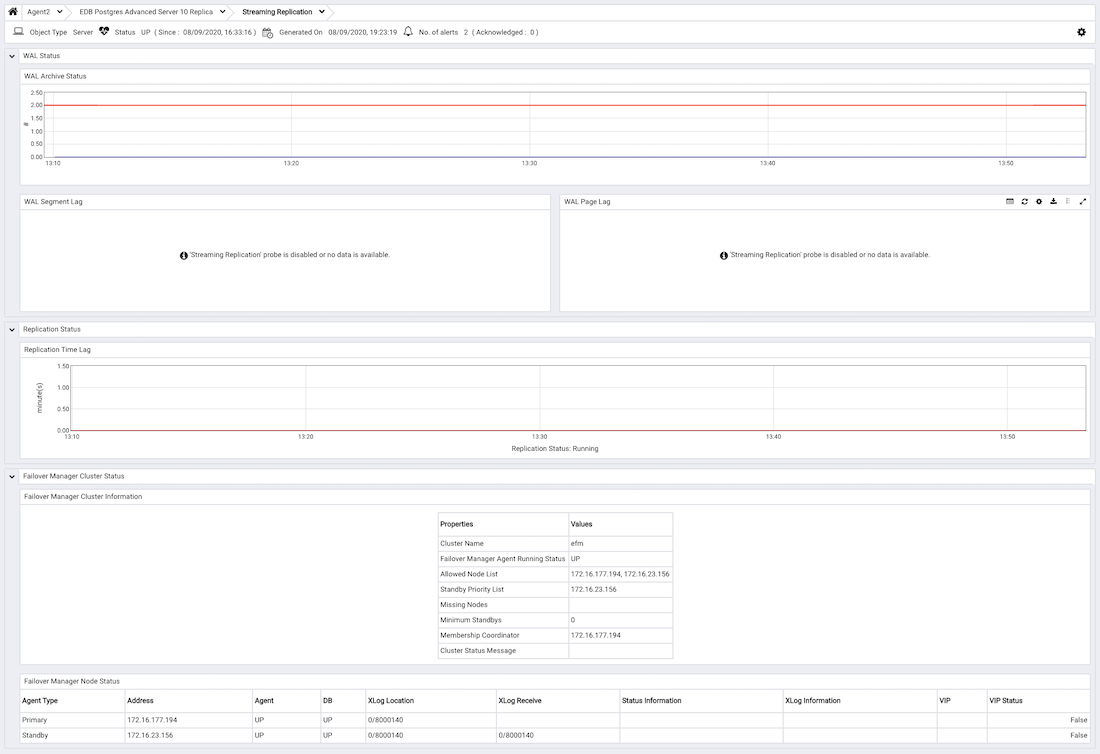 Agent2 EDB Postgres Advanced Server 10 Replica Streaming Replication
Object Type Server Status UP ( Since : 08/09/2020, 16:33:16 ) Generated On 08/09/2020, 19:23:19 No. of alerts 2 ( Acknowledged : 0 )
WAL Status
WAL Archive Status
2.50
2.00
1.50
1.00
0.50
0.00
#
13:10 13:20 13:30 13:40 13:50
WAL Segment Lag
'Streaming Replication' probe is disabled or no data is available.
WAL Page Lag
'Streaming Replication' probe is disabled or no data is available.
Replication Status
Replication Time Lag
1.50
1.00
0.50
0.00
minute(s)
13:10 13:20 13:30 13:40 13:50
Replication Status: Running
Failover Manager Cluster Status
Failover Manager Cluster Information
Properties Values
Cluster Name efm
Failover Manager Agent Running Status UP
Allowed Node List 172.16.177.194, 172.16.23.156
Standby Priority List 172.16.23.156
Missing Nodes
Minimum Standbys 0
Membership Coordinator 172.16.177.194
Cluster Status Message
Failover Manager Node Status
Agent Type Address Agent DB XLog Location XLog Receive Status Information XLog Information VIP VIP Status
Primary 172.16.177.194 UP UP 0/8000140 False
Standby 172.16.23.156 UP UP 0/8000140 0/8000140 False